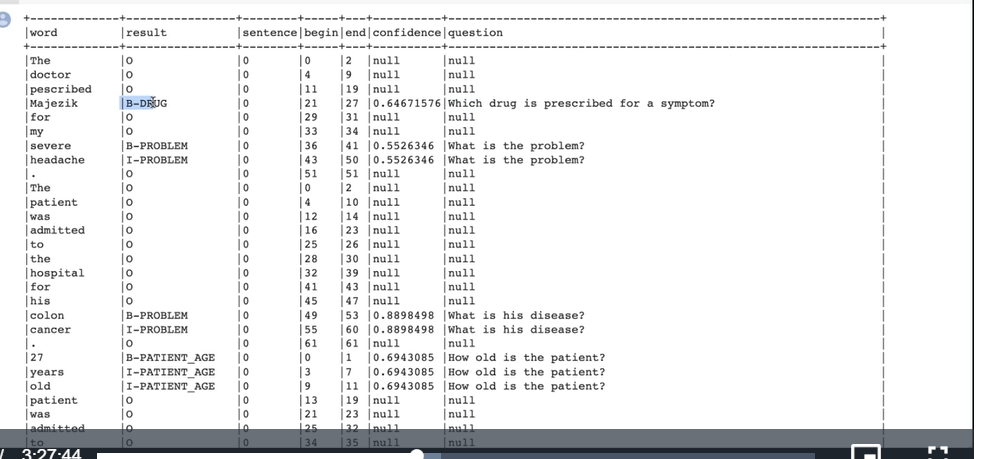 +-------------+----------------+--------+-----+---+----------+--------------------------------------------------------+
|word |result |sentence|begin|end|confidence|question |
+-------------+----------------+--------+-----+---+----------+--------------------------------------------------------+
|The |O |0 |0 |2 |null |null |
|doctor |O |0 |4 |9 |null |null |
|pescribed |O |0 |11 |19 |null |null |
|Majezik |B-DRUG |0 |21 |27 |0.64671576|Which drug is prescribed for a symptom? |
|for |O |0 |29 |31 |null |null |
|my |O |0 |33 |34 |null |null |
|severe |B-PROBLEM |0 |36 |41 |0.5526346 |What is the problem? |
|headache |I-PROBLEM |0 |43 |50 |0.5526346 |What is the problem? |
|. |O |0 |51 |51 |null |null |
|The |O |0 |0 |2 |null |null |
|patient |O |0 |4 |10 |null |null |
|was |O |0 |12 |14 |null |null |
|admitted |O |0 |16 |23 |null |null |
|to |O |0 |25 |26 |null |null |
|the |O |0 |28 |30 |null |null |
|hospital |O |0 |32 |39 |null |null |
|for |O |0 |41 |43 |null |null |
|his |O |0 |45 |47 |null |null |
|colon |B-PROBLEM |0 |49 |53 |0.8898498 |What is his disease? |
|cancer |I-PROBLEM |0 |55 |60 |0.8898498 |What is his disease? |
|. |O |0 |61 |61 |null |null |
|27 |B-PATIENT_AGE |0 |0 |1 |0.6943085 |How old is the patient? |
|years |I-PATIENT_AGE |0 |3 |7 |0.6943085 |How old is the patient? |
|old |I-PATIENT_AGE |0 |9 |11 |0.6943085 |How old is the patient? |
|patient |O |0 |13 |19 |null |null |
|was |O |0 |21 |23 |null |null |
|admitted |O |0 |25 |32 |null |null |
|to |O |0 |34 |35 |null |null |
/ 3:27:44